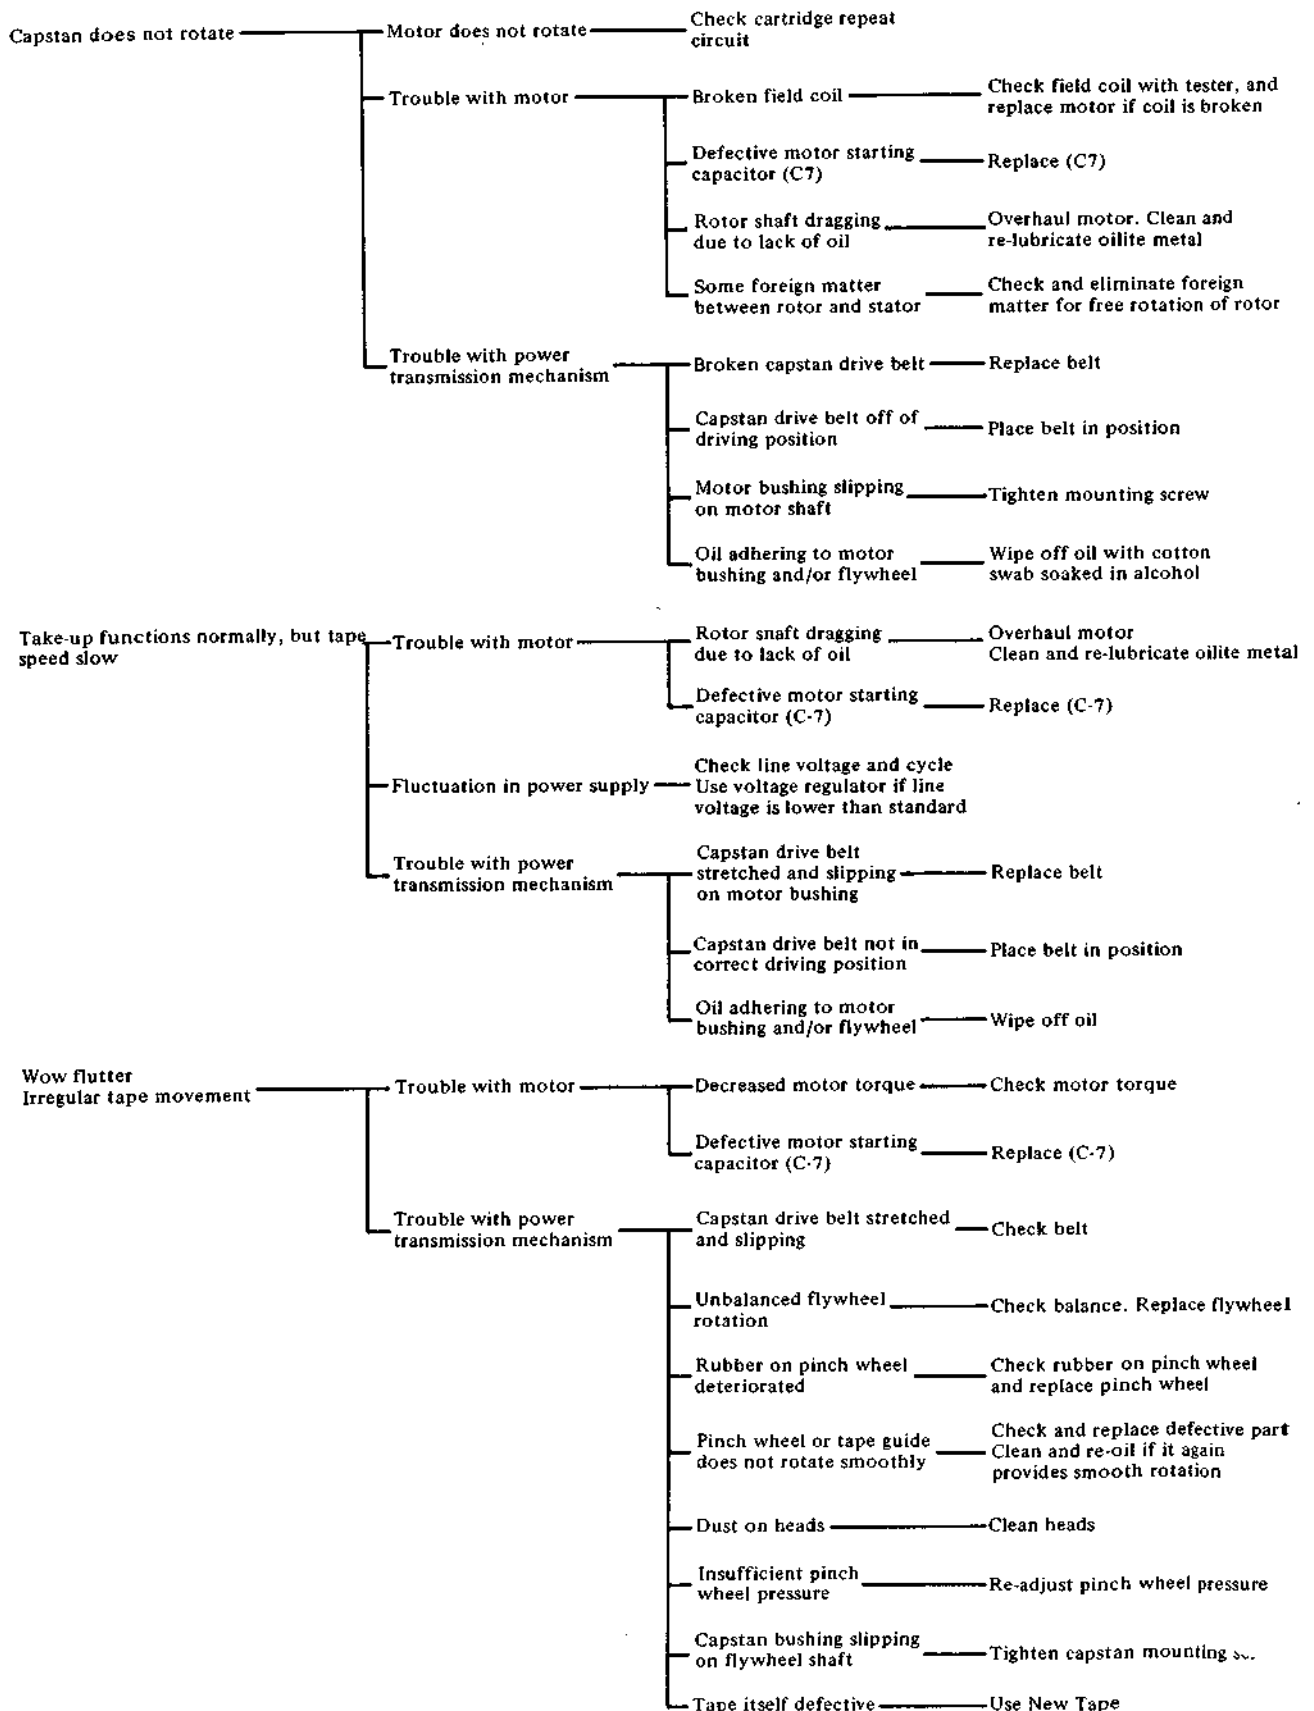 Capstan does not rotate
Motor does not rotate
Check cartridge repeat
circuit
Trouble with motor
Broken field coil
Check field coil with tester, and
replace motor if coil is broken
Defective motor starting
capacitor (C7)
Replace (C7)
Rotor shaft dragging
due to lack of oil
Overhaul motor. Clean and
re-lubricate oilite metal
Some foreign matter
between rotor and stator
Check and eliminate foreign
matter for free rotation of rotor
Trouble with power
transmission mechanism
Broken capstan drive belt
Replace belt
Capstan drive belt off of
driving position
Place belt in position
Motor bushing slipping
on motor shaft
Tighten mounting screw
Oil adhering to motor
bushing and/or flywheel
Wipe off oil with cotton
swab soaked in alcohol
Take-up functions normally, but tape
speed slow
Trouble with motor
Rotor snaft dragging
due to lack of oil
Overhaul motor
Clean and re-lubricate oilite metal
Defective motor starting
capacitor (C-7)
Replace (C-7)
Fluctuation in power supply
Check line voltage and cycle
Use voltage regulator if line
voltage is lower than standard
Trouble with power
transmission mechanism
Capstan drive belt
stretched and slipping
on motor bushing
Replace belt
Capstan drive belt not in
correct driving position
Place belt in position
Oil adhering to motor
bushing and/or flywheel
Wipe off oil
Wow flutter
Irregular tape movement
Trouble with motor
Decreased motor torque
Check motor torque
Defective motor starting
capacitor (C-7)
Replace (C-7)
Trouble with power
transmission mechanism
Capstan drive belt stretched
and slipping
Check belt
Unbalanced flywheel
rotation
Check balance. Replace flywheel
Rubber on pinch wheel
deteriorated
Check rubber on pinch wheel
and replace pinch wheel
Pinch wheel or tape guide
does not rotate smoothly
Check and replace defective part
Clean and re-oil if it again
provides smooth rotation
Dust on heads
Clean heads
Insufficient pinch
wheel pressure
Re-adjust pinch wheel pressure
Capstan bushing slipping
on flywheel shaft
Tighten capstan mounting
Tape itself defective
Use New Tape